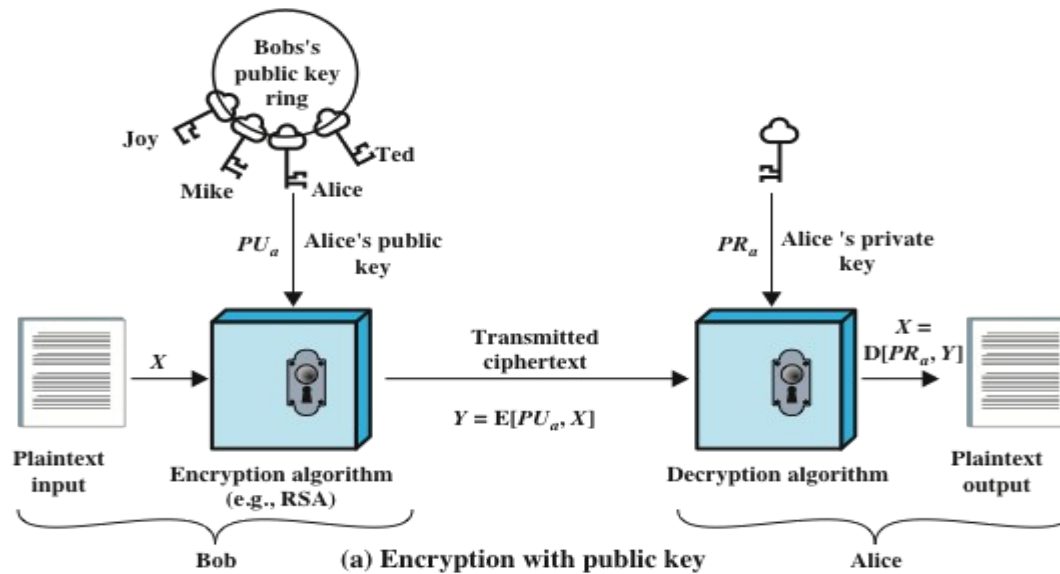 Bobs's
public key
ring
Joy
Ted
Mike
Alice
PUₐ
Alice's public
key
PRₐ
Alice 's private
key
X
Transmitted
ciphertext
X =
D[PRₐ, Y]
Y = E[PUₐ, X]
Plaintext
input
Encryption algorithm
(e.g., RSA)
Decryption algorithm
Plaintext
output
Bob
(a) Encryption with public key
Alice